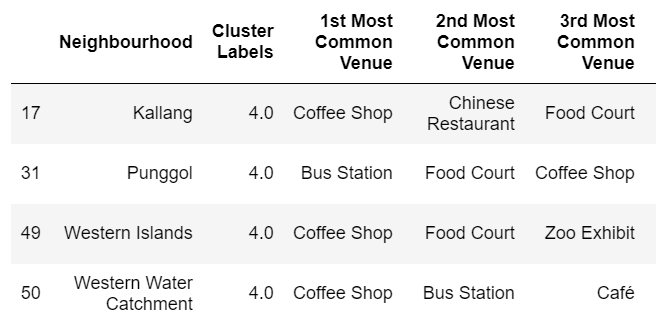 Neighbourhood Cluster Labels 1st Most Common Venue 2nd Most Common Venue 3rd Most Common Venue
17 Kallang 4.0 Coffee Shop Chinese Restaurant Food Court
31 Punggol 4.0 Bus Station Food Court Coffee Shop
49 Western Islands 4.0 Coffee Shop Food Court Zoo Exhibit
50 Western Water Catchment 4.0 Coffee Shop Bus Station Café